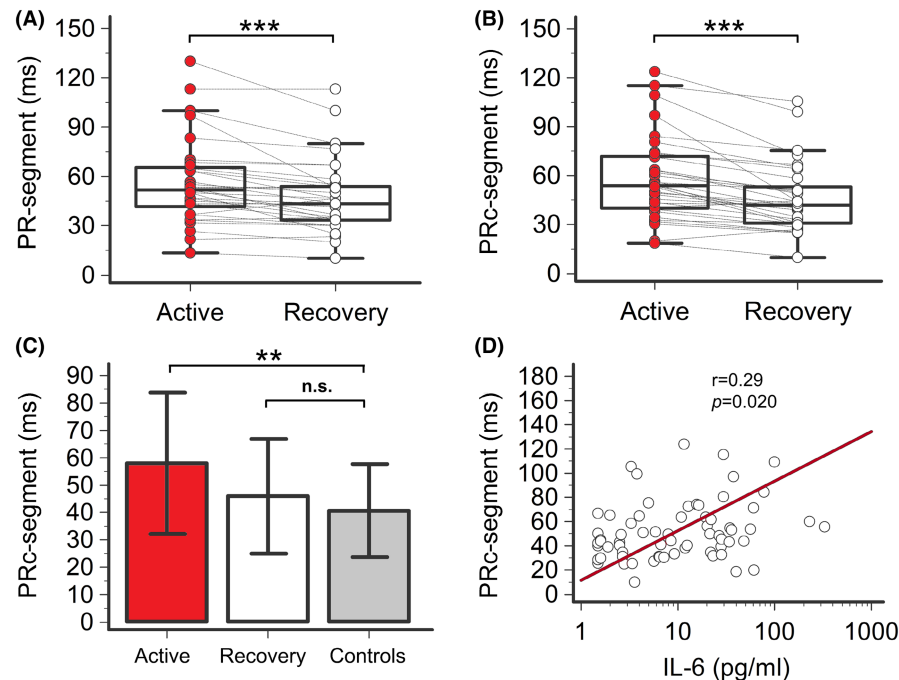 (A)
***
PR-segment (ms)
150
120
90
60
30
0
Active Recovery
(B)
***
PRc-segment (ms)
150
120
90
60
30
0
Active Recovery
(C)
**
n.s.
PRc-segment (ms)
90
80
70
60
50
40
30
20
10
0
Active Recovery Controls
(D)
r=0.29
p=0.020
PRc-segment (ms)
180
160
140
120
100
80
60
40
20
0
1 10 100 1000
IL-6 (pg/ml)